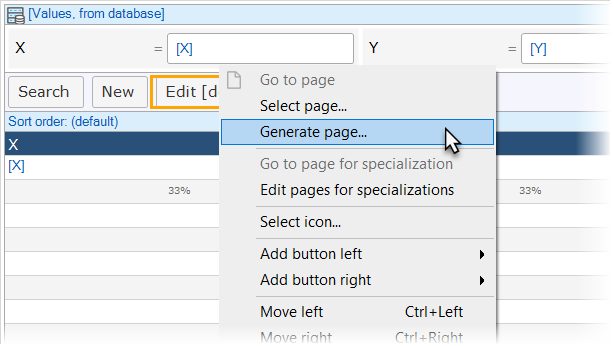 [Values, from database]
X = [X] Y = [Y]
Search New Edit [d
Sort order: (default)
X
[X]
33% 33%
Go to page
Select page...
Generate page...
Go to page for specialization
Edit pages for specializations
Select icon...
Add button left
Add button right
Move left Ctrl+Left
Move right Ctrl+Right